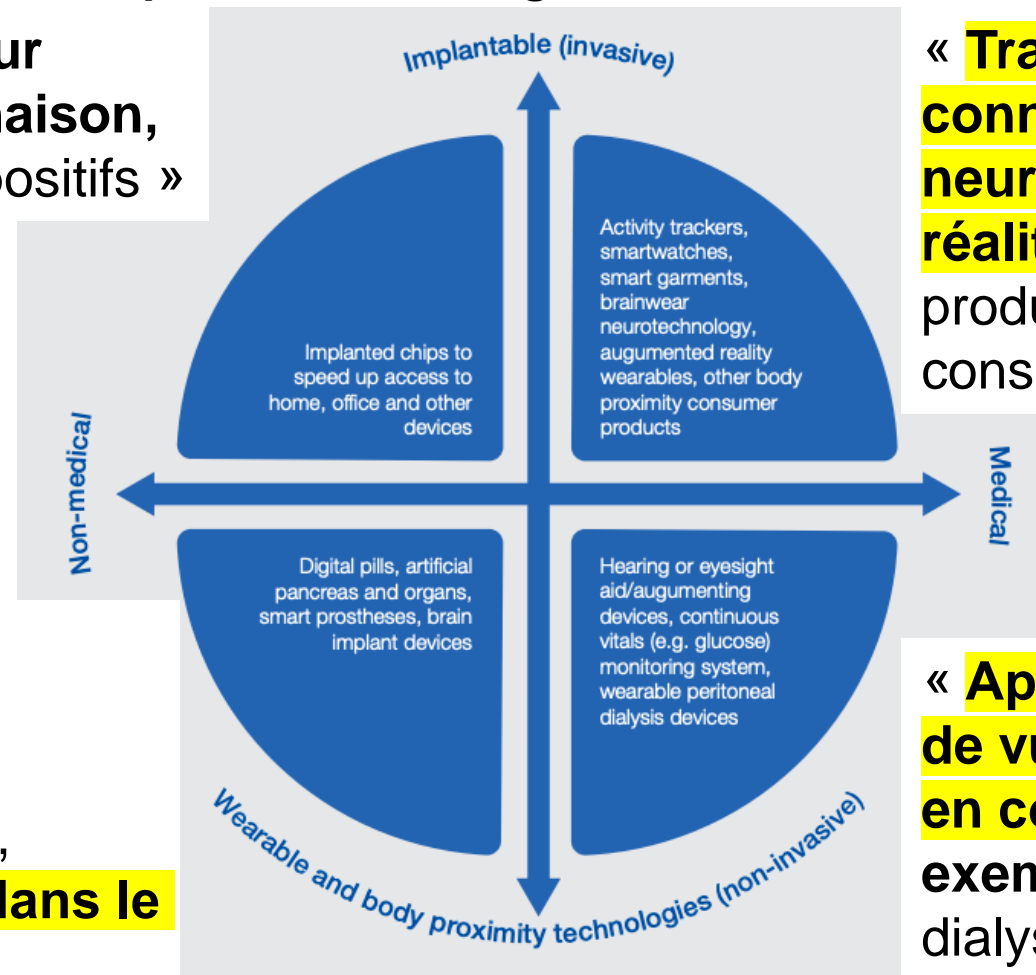 ur
naison,
positifs »
Implantable (invasive)
« Tra
conn
neur
réalit
produ
cons
Implanted chips to
speed up access to
home, office and other
devices
Activity trackers,
smartwatches,
smart garments,
brainwear
neurotechnology,
augumented reality
wearables, other body
proximity consumer
products
Non-medical
Medical
Digital pills, artificial
pancreas and organs,
smart prostheses, brain
implant devices
Hearing or eyesight
aid/augumenting
devices, continuous
vitals (e.g. glucose)
monitoring system,
wearable peritoneal
dialysis devices
Wearable and body proximity technologies (non-invasive)
,
dans le
« Ap
de vu
en co
exen
dialys